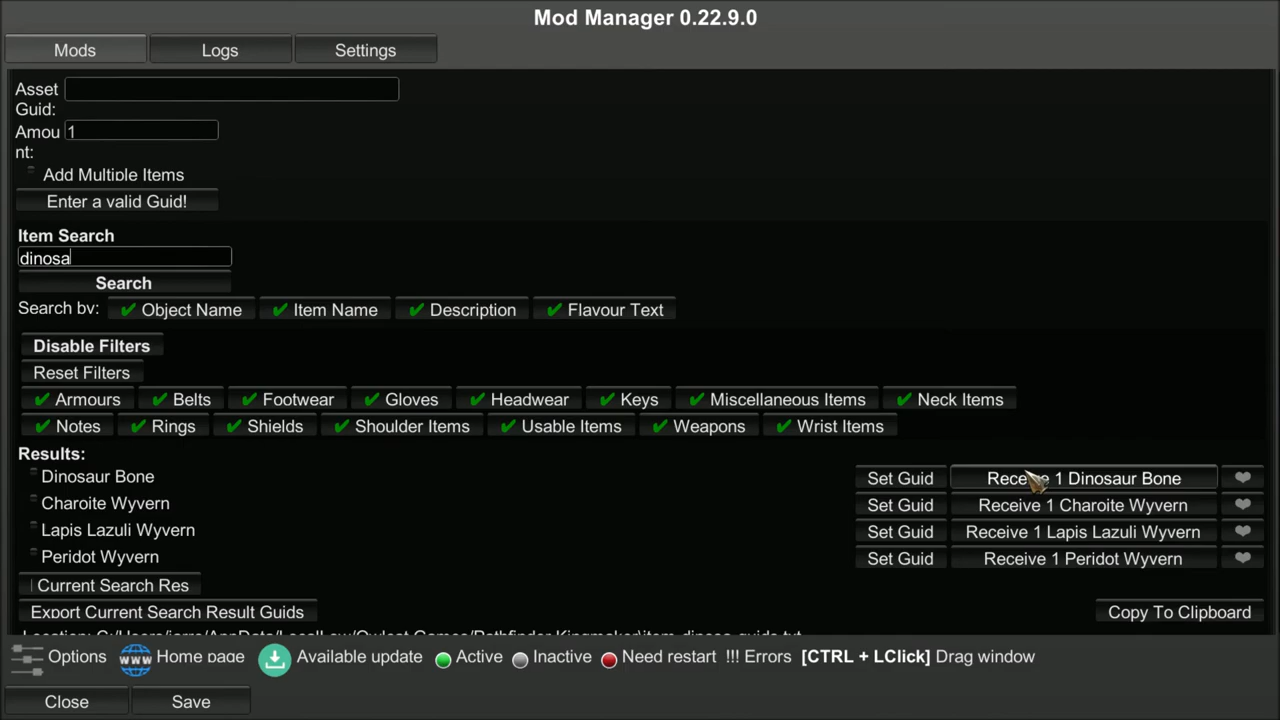 Mod Manager 0.22.9.0
Mods Logs Settings
Asset
Guid:
Amou 1
nt:
Add Multiple Items
Enter a valid Guid!
Item Search
dinosa
Search
Search by: Object Name Item Name Description Flavour Text
Disable Filters
Reset Filters
Armours Belts Footwear Gloves Headwear Keys Miscellaneous Items Neck Items
Notes Rings Shields Shoulder Items Usable Items Weapons Wrist Items
Results:
Dinosaur Bone Set Guid Receive 1 Dinosaur Bone
Charoite Wyvern Set Guid Receive 1 Charoite Wyvern
Lapis Lazuli Wyvern Set Guid Receive 1 Lapis Lazuli Wyvern
Peridot Wyvern Set Guid Receive 1 Peridot Wyvern
Current Search Res
Export Current Search Result Guids Copy To Clipboard
Options WWW Home page Available update Active Inactive Need restart !!! Errors [CTRL + LClick] Drag window
Close Save